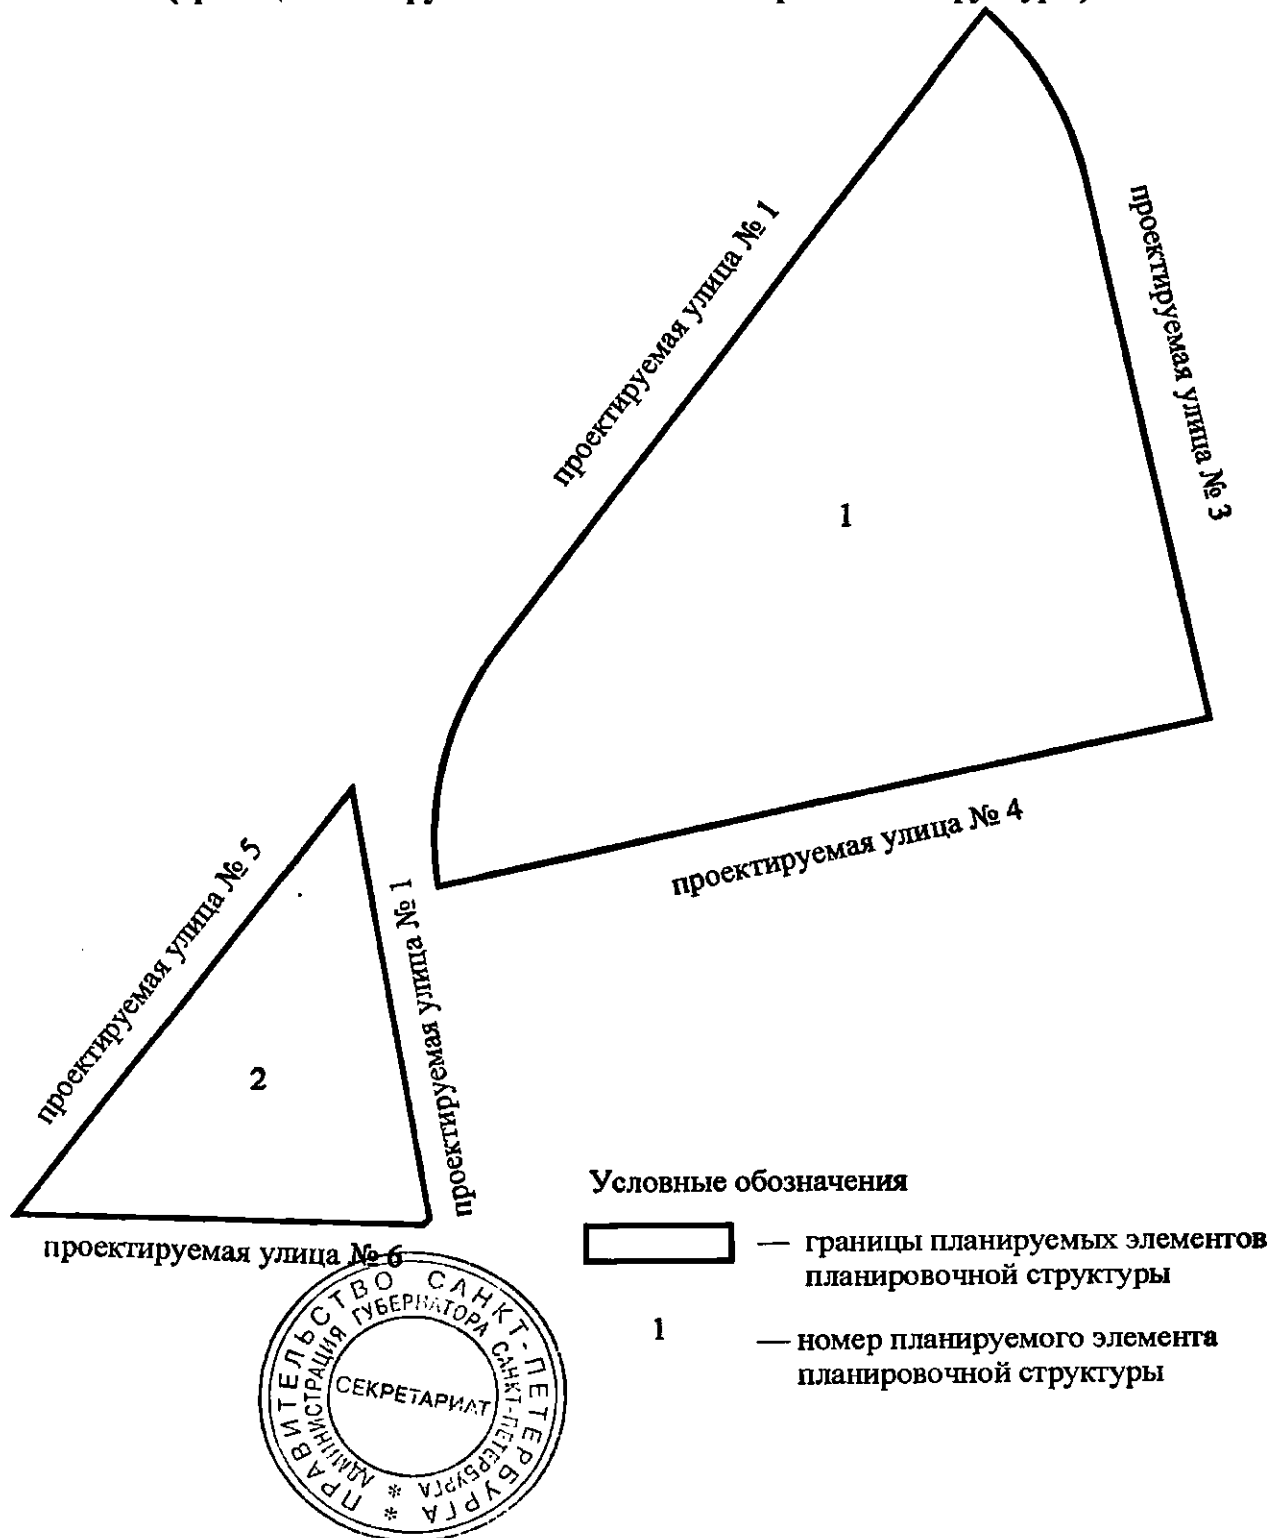 проектируемая улица № 1
проектируемая улица № 3
1
проектируемая улица № 4
проектируемая улица № 5
проектируемая улица № 1
2
проектируемая улица № 6
Условные обозначения
— границы планируемых элементов
планировочной структуры
1 — номер планируемого элемента
планировочной структуры
ПРАВИТЕЛЬСТВО САНКТ-ПЕТЕРБУРГА *
АДМИНИСТРАЦИЯ ГУБЕРНАТОРА САНКТ-ПЕТЕРБУРГА *
СЕКРЕТАРИАТ